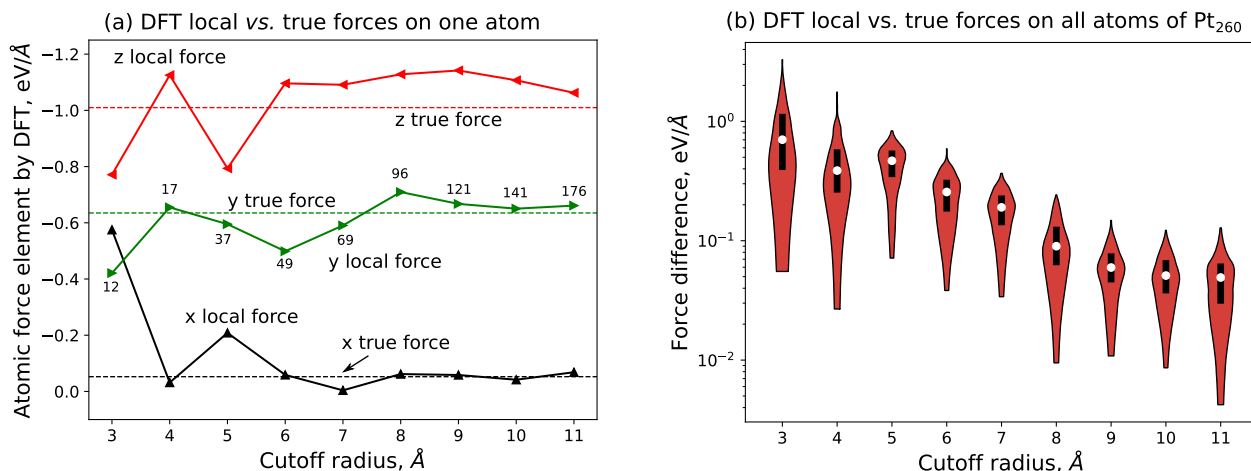 (a) DFT local vs. true forces on one atom
Atomic force element by DFT, eV/Å
−1.2
−1.0
−0.8
−0.6
−0.4
−0.2
0.0
z local force
z true force
17
37
49
69
96
121
141
176
12
y true force
y local force
x local force
x true force
3 4 5 6 7 8 9 10 11
Cutoff radius, Å
(b) DFT local vs. true forces on all atoms of Pt₂₆₀
Force difference, eV/Å
10⁰
10⁻¹
10⁻²
3 4 5 6 7 8 9 10 11
Cutoff radius, Å